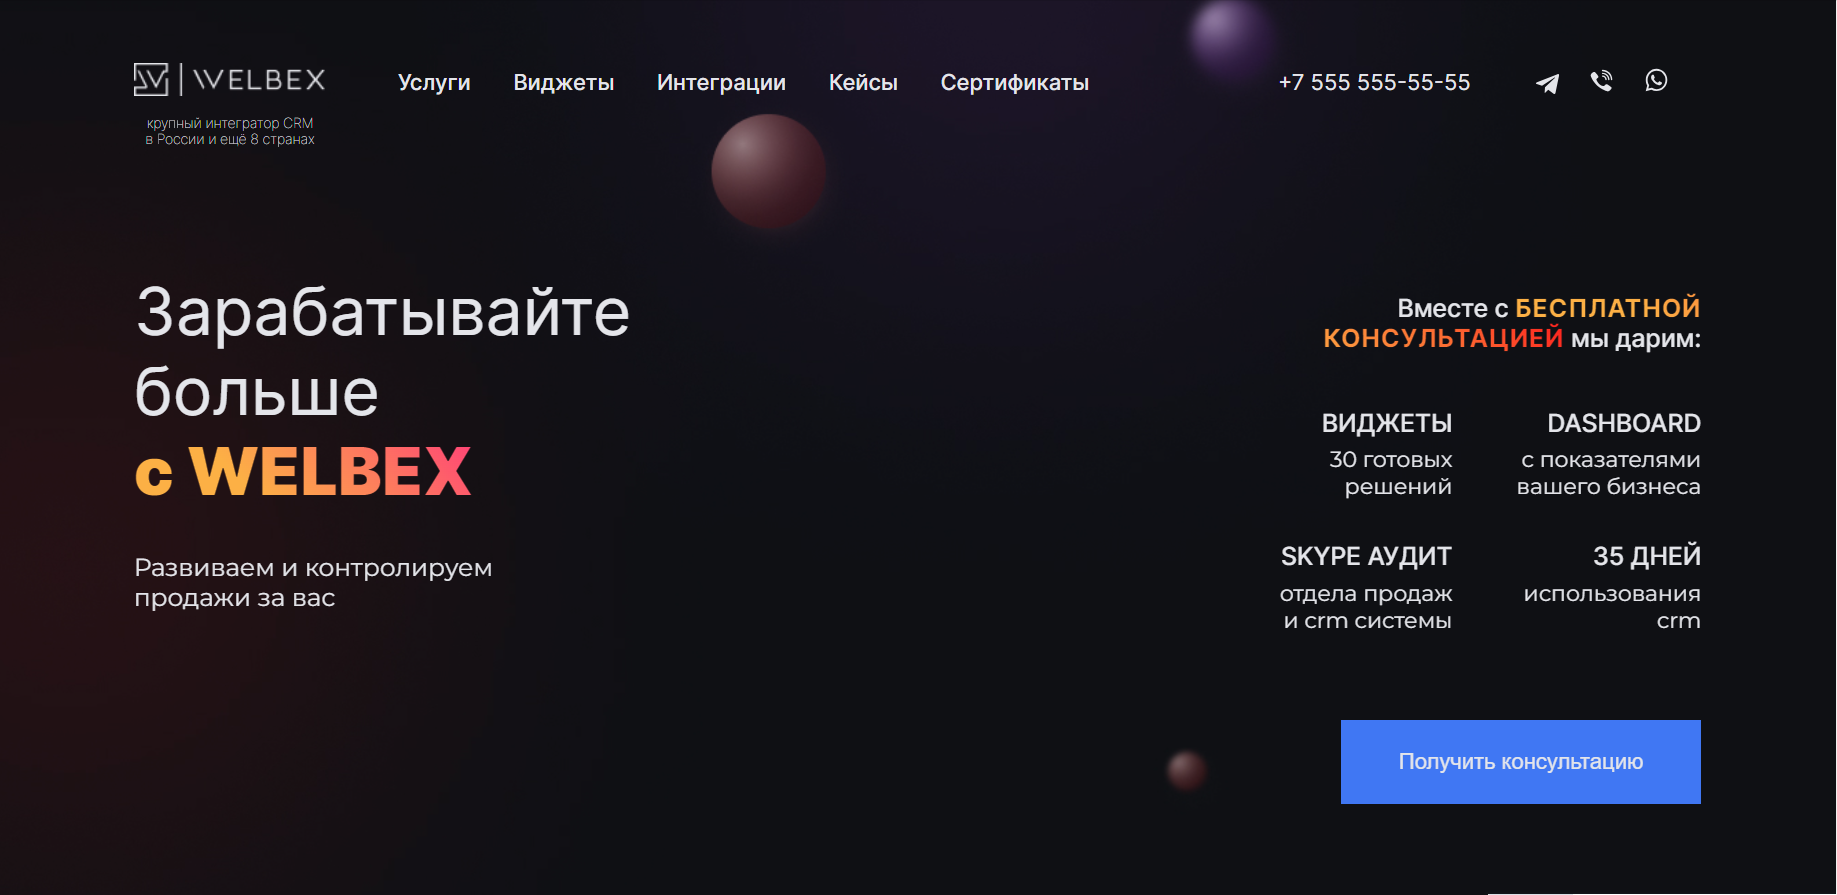 WELBEX
крупный интегратор CRM
в России и ещё 8 странах
Услуги Виджеты Интеграции Кейсы Сертификаты
+7 555 555-55-55
Зарабатывайте
больше
с WELBEX
Развиваем и контролируем
продажи за вас
Вместе с БЕСПЛАТНОЙ
КОНСУЛЬТАЦИЕЙ мы дарим:
ВИДЖЕТЫ
30 готовых
решений
DASHBOARD
с показателями
вашего бизнеса
SKYPE АУДИТ
отдела продаж
и crm системы
35 ДНЕЙ
использования
crm
Получить консультацию